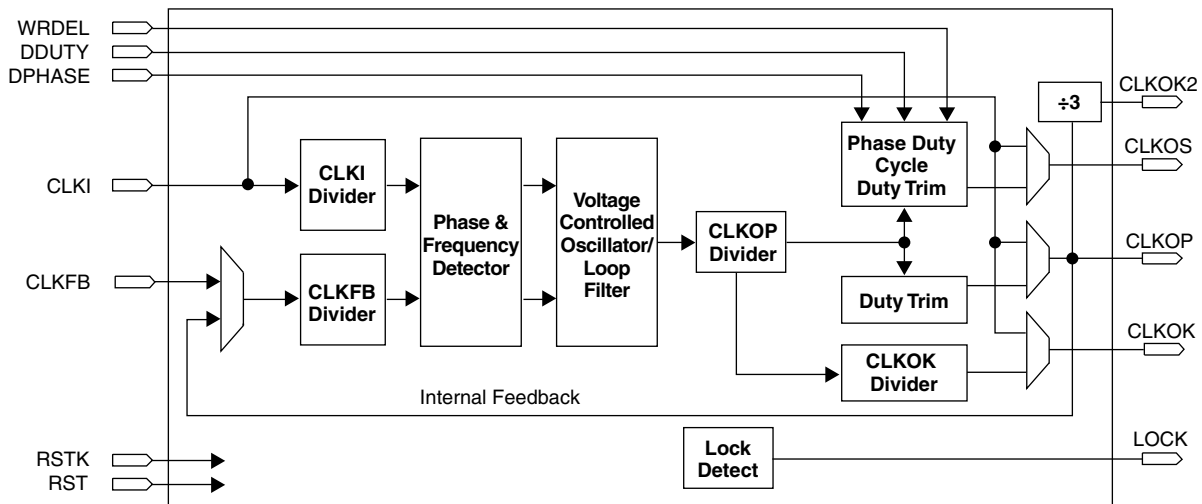 WRDEL
DDUTY
DPHASE
CLKOK2
÷3
Phase Duty
Cycle
Duty Trim
CLKOS
CLKI
CLKI
Divider
Phase &
Frequency
Detector
Voltage
Controlled
Oscillator/
Loop
Filter
CLKOP
Divider
CLKOP
CLKFB
CLKFB
Divider
Duty Trim
CLKOK
CLKOK
Divider
Internal Feedback
Lock
Detect
LOCK
RSTK
RST